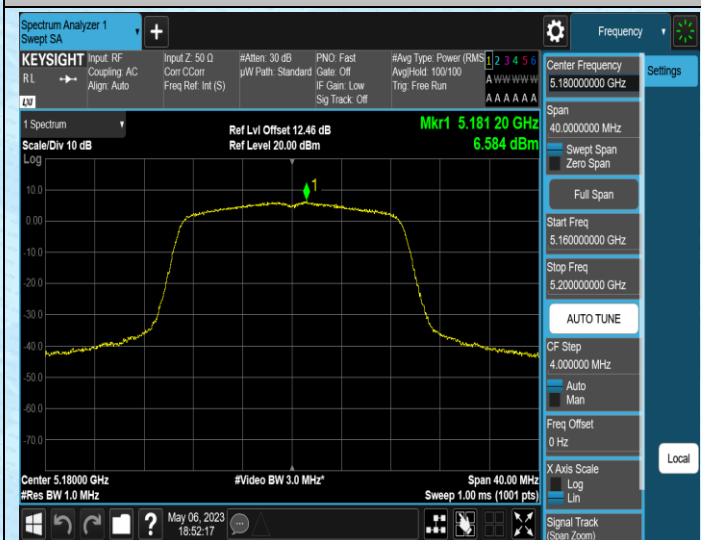 Spectrum Analyzer 1
Swept SA
+
Frequency
KEYSIGHT
RL
LXI
Input: RF
Coupling: AC
Align: Auto
Input Z: 50 Ω
Corr CCorr
Freq Ref: Int (S)
#Atten: 30 dB
µW Path: Standard
PNO: Fast
Gate: Off
IF Gain: Low
Sig Track: Off
#Avg Type: Power (RMS
Avg|Hold: 100/100
Trig: Free Run
1 2 3 4 5 6
A W W W W W
A A A A A A
1 Spectrum
Scale/Div 10 dB
Log
Ref Lvl Offset 12.46 dB
Ref Level 20.00 dBm
Mkr1 5.181 20 GHz
6.584 dBm
1
10.0
0.00
-10.0
-20.0
-30.0
-40.0
-50.0
-60.0
-70.0
Center 5.18000 GHz
#Res BW 1.0 MHz
#Video BW 3.0 MHz*
Span 40.00 MHz
Sweep 1.00 ms (1001 pts)
?
May 06, 2023
18:52:17
Center Frequency
5.180000000 GHz
Span
40.0000000 MHz
Swept Span
Zero Span
Full Span
Start Freq
5.160000000 GHz
Stop Freq
5.200000000 GHz
AUTO TUNE
CF Step
4.000000 MHz
Auto
Man
Freq Offset
0 Hz
X Axis Scale
Log
Lin
Signal Track
(Span Zoom)
Settings
Local